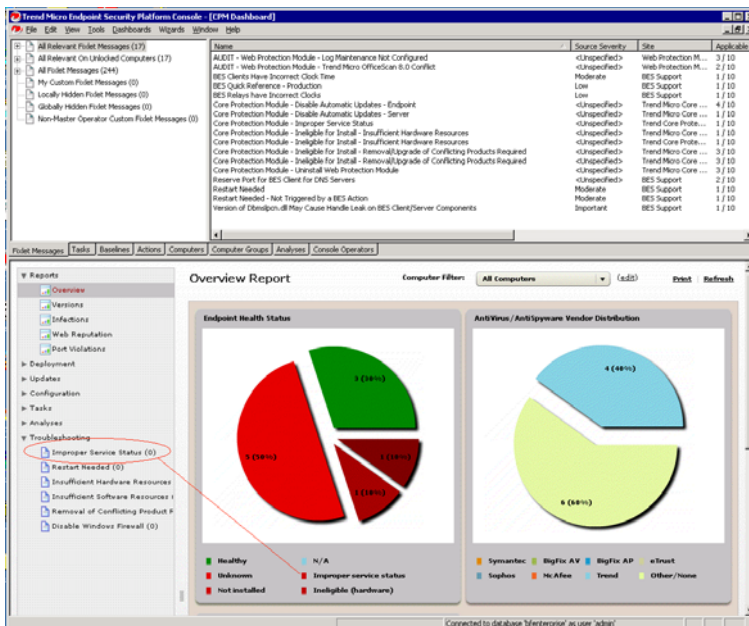 Trend Micro Endpoint Security Platform Console - [CPM Dashboard]
File Edit View Tools Dashboards Wizards Window Help
All Relevant Fixlet Messages (17)
All Relevant On Unlocked Computers (17)
All Fixlet Messages (244)
My Custom Fixlet Messages (0)
Locally Hidden Fixlet Messages (0)
Globally Hidden Fixlet Messages (0)
Non-Master Operator Custom Fixlet Messages (0)
Name Source Severity Site Applicable
AUDIT - Web Protection Module - Log Maintenance Not Configured <Unspecified> Web Protection M... 3 / 10
AUDIT - Web Protection Module - Trend Micro OfficeScan 8.0 Conflict <Unspecified> Web Protection M... 2 / 10
BES Clients Have Incorrect Clock Time Moderate BES Support 1 / 10
BES Quick Reference - Production Low BES Support 1 / 10
BES Relays have Incorrect Clocks Low BES Support 1 / 10
Core Protection Module - Disable Automatic Updates - Endpoint <Unspecified> Trend Micro Core ... 4 / 10
Core Protection Module - Disable Automatic Updates - Server <Unspecified> Trend Micro Core ... 1 / 10
Core Protection Module - Improper Service Status <Unspecified> Trend Core Prote... 1 / 10
Core Protection Module - Ineligible for Install - Insufficient Hardware Resources <Unspecified> Trend Micro Core ... 1 / 10
Core Protection Module - Ineligible for Install - Insufficient Hardware Resources <Unspecified> Trend Core Prote... 1 / 10
Core Protection Module - Ineligible for Install - Removal/Upgrade of Conflicting Products Required <Unspecified> Trend Micro Core ... 3 / 10
Core Protection Module - Ineligible for Install - Removal/Upgrade of Conflicting Products Required <Unspecified> Trend Micro Core ... 3 / 10
Core Protection Module - Uninstall Web Protection Module <Unspecified> Trend Micro Core ... 3 / 10
Reserve Port for BES Client for DNS Servers <Unspecified> BES Support 2 / 10
Restart Needed Moderate BES Support 1 / 10
Restart Needed - Not Triggered by a BES Action Moderate BES Support 1 / 10
Version of Dbmslpcn.dll May Cause Handle Leak on BES Client/Server Components Important BES Support 1 / 10
Fixlet Messages Tasks Baselines Actions Computers Computer Groups Analyses Console Operators
Reports
Overview
Versions
Infections
Web Reputation
Port Violations
Deployment
Updates
Configuration
Tasks
Analyses
Troubleshooting
Improper Service Status (0)
Restart Needed (0)
Insufficient Hardware Resources
Insufficient Software Resources
Removal of Conflicting Product
Disable Windows Firewall (0)
Overview Report
Computer Filter: All Computers (edit) Print Refresh
Endpoint Health Status
3 (30%)
5 (50%)
1 (10%)
1 (10%)
Healthy N/A
Unknown Improper service status
Not installed Ineligible (hardware)
AntiVirus/AntiSpyware Vendor Distribution
4 (40%)
6 (60%)
Symantec BigFix AV BigFix AP eTrust
Sophos McAfee Trend Other/None
Connected to database 'bfenterprise' as user 'admin'